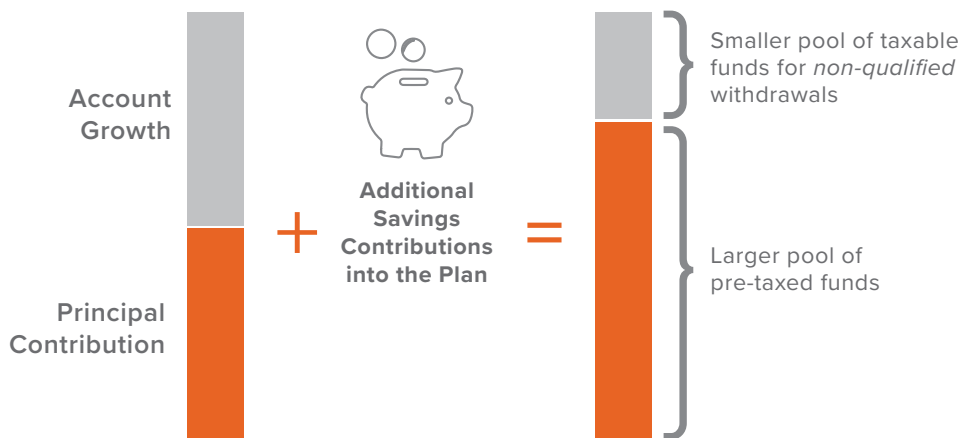 Account
Growth
Principal
Contribution
+
Additional
Savings
Contributions
into the Plan
=
Smaller pool of taxable
funds for non-qualified
withdrawals
Larger pool of
pre-taxed funds